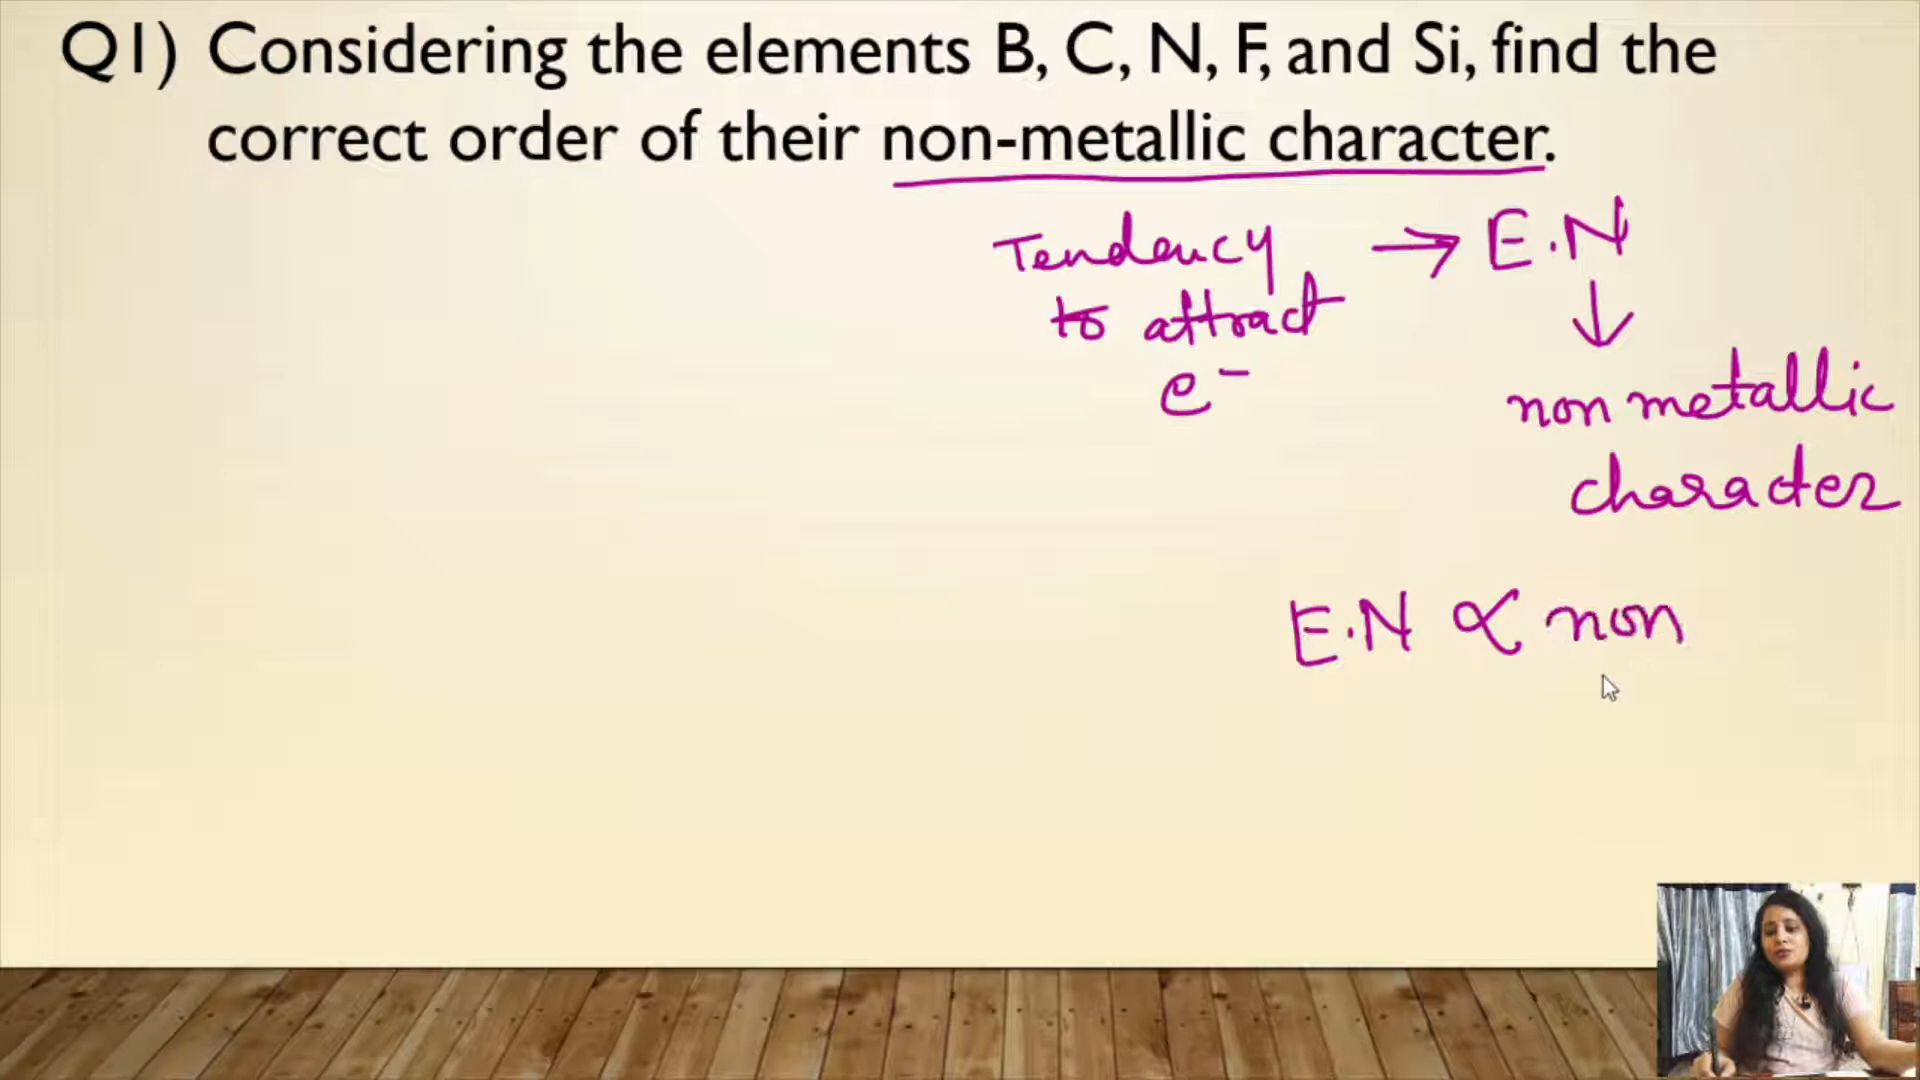 Q1) Considering the elements B, C, N, F, and Si, find the
correct order of their non-metallic character.
Tendency → E.N
to attract
e⁻
↓
non metallic
character
E.N ∝ non